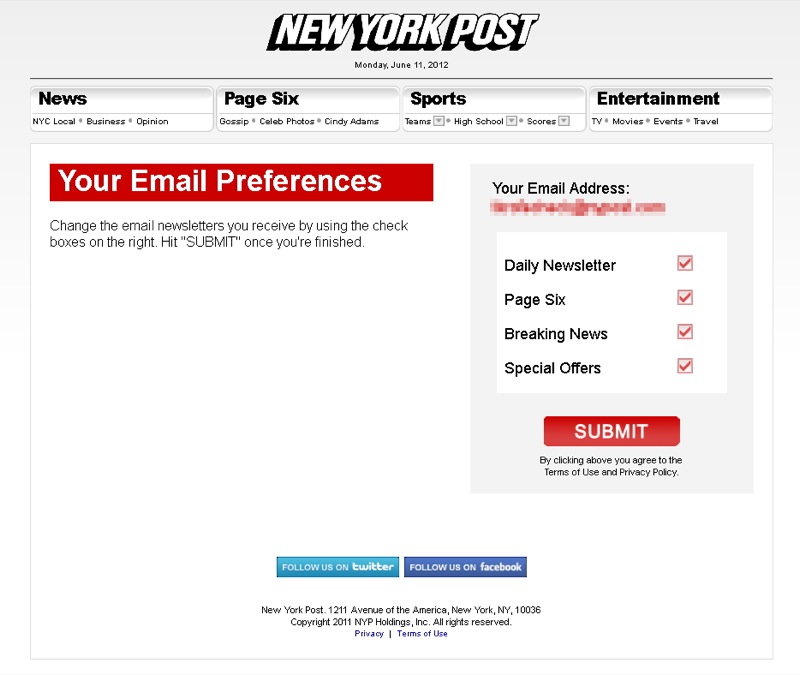 NEW YORK POST
Monday, June 11, 2012
News
NYC Local • Business • Opinion
Page Six
Gossip • Celeb Photos • Cindy Adams
Sports
Teams • High School • Scores
Entertainment
TV • Movies • Events • Travel
Your Email Preferences
Change the email newsletters you receive by using the check
boxes on the right. Hit "SUBMIT" once you're finished.
Your Email Address:
Daily Newsletter
Page Six
Breaking News
Special Offers
SUBMIT
By clicking above you agree to the
Terms of Use and Privacy Policy.
FOLLOW US ON twitter
FOLLOW US ON facebook
New York Post. 1211 Avenue of the America, New York, NY, 10036
Copyright 2011 NYP Holdings, Inc. All rights reserved.
Privacy | Terms of Use